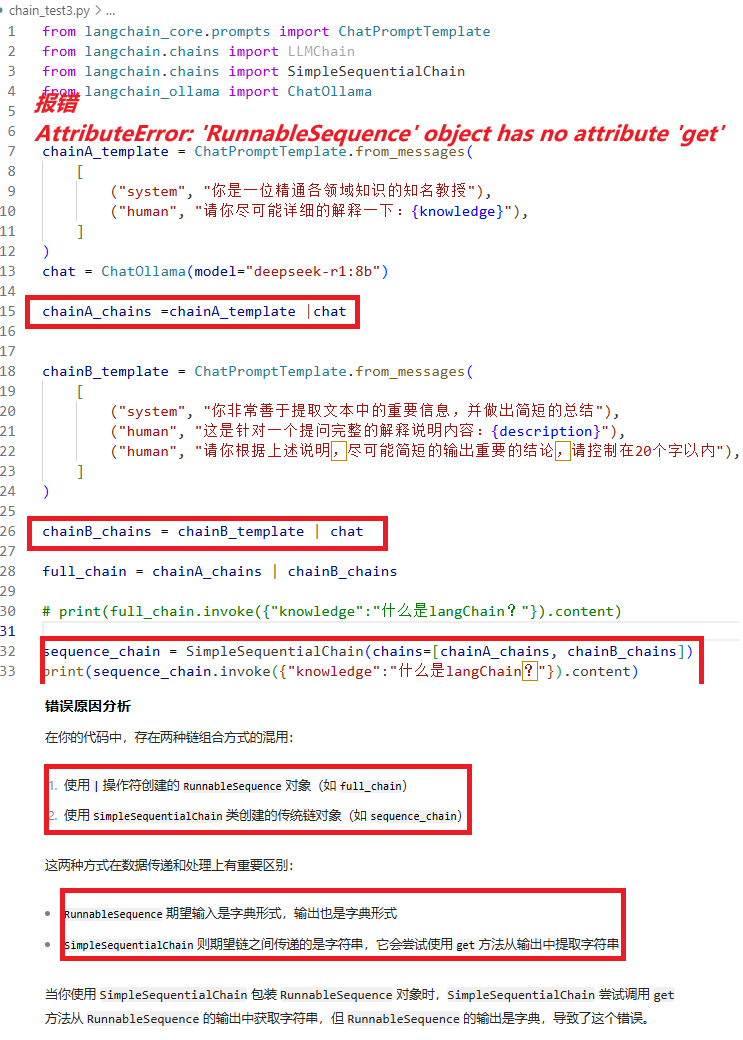 chain_test3.py > ...
1 from langchain_core.prompts import ChatPromptTemplate
2 from langchain.chains import LLMChain
3 from langchain.chains import SimpleSequentialChain
4 from langchain_ollama import ChatOllama
报错
5
AttributeError: 'RunnableSequence' object has no attribute 'get'
6
7 chainA_template = ChatPromptTemplate.from_messages(
8 [
9 ("system", "你是一位精通各领域知识的知名教授"),
10 ("human", "请你尽可能详细的解释一下：{knowledge}"),
11 ]
12 )
13 chat = ChatOllama(model="deepseek-r1:8b")
14
15 chainA_chains =chainA_template |chat
16
17
18 chainB_template = ChatPromptTemplate.from_messages(
19 [
20 ("system", "你非常善于提取文本中的重要信息，并做出简短的总结"),
21 ("human", "这是针对一个提问完整的解释说明内容：{description}"),
22 ("human", "请你根据上述说明，尽可能简短的输出重要的结论，请控制在20个字以内"),
23 ]
24 )
25
26 chainB_chains = chainB_template | chat
27
28 full_chain = chainA_chains | chainB_chains
29
30 # print(full_chain.invoke({"knowledge":"什么是langChain？"}).content)
31
32 sequence_chain = SimpleSequentialChain(chains=[chainA_chains, chainB_chains])
33 print(sequence_chain.invoke({"knowledge":"什么是langChain？"}).content)
错误原因分析
在你的代码中，存在两种链组合方式的混用：
1. 使用 | 操作符创建的 RunnableSequence 对象（如 full_chain）
2. 使用 SimpleSequentialChain 类创建的传统链对象（如 sequence_chain）
这两种方式在数据传递和处理上有重要区别：
• RunnableSequence 期望输入是字典形式，输出也是字典形式
• SimpleSequentialChain 则期望链之间传递的是字符串，它会尝试使用 get 方法从输出中提取字符串
当你使用 SimpleSequentialChain 包装 RunnableSequence 对象时，SimpleSequentialChain 尝试调用 get
方法从 RunnableSequence 的输出中获取字符串，但 RunnableSequence 的输出是字典，导致了这个错误。